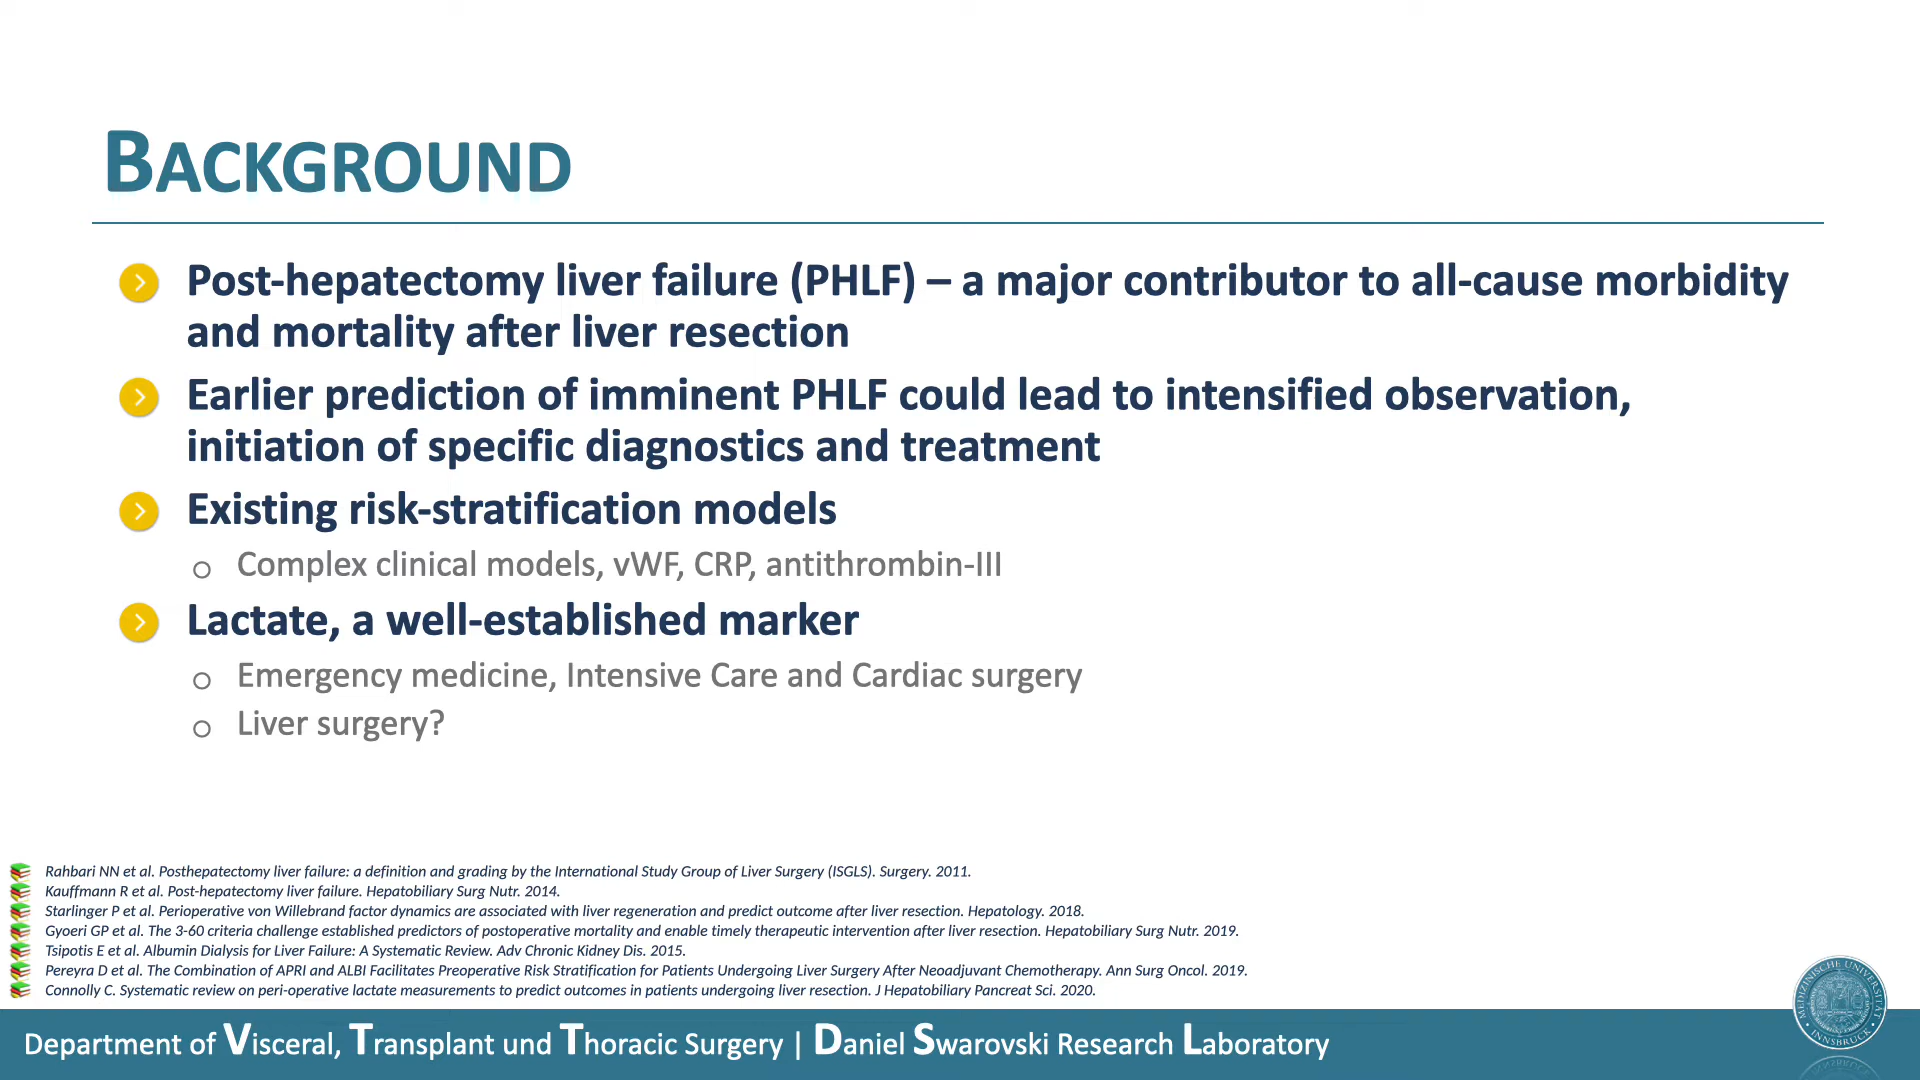 BACKGROUND
Post-hepatectomy liver failure (PHLF) – a major contributor to all-cause morbidity
and mortality after liver resection
Earlier prediction of imminent PHLF could lead to intensified observation,
initiation of specific diagnostics and treatment
Existing risk-stratification models
Complex clinical models, vWF, CRP, antithrombin-III
Lactate, a well-established marker
Emergency medicine, Intensive Care and Cardiac surgery
Liver surgery?
Rahbari NN et al. Posthepatectomy liver failure: a definition and grading by the International Study Group of Liver Surgery (ISGLS). Surgery. 2011.
Kauffmann R et al. Post-hepatectomy liver failure. Hepatobiliary Surg Nutr. 2014.
Starlinger P et al. Perioperative von Willebrand factor dynamics are associated with liver regeneration and predict outcome after liver resection. Hepatology. 2018.
Gyoeri GP et al. The 3-60 criteria challenge established predictors of postoperative mortality and enable timely therapeutic intervention after liver resection. Hepatobiliary Surg Nutr. 2019.
Tsipotis E et al. Albumin Dialysis for Liver Failure: A Systematic Review. Adv Chronic Kidney Dis. 2015.
Pereyra D et al. The Combination of APRI and ALBI Facilitates Preoperative Risk Stratification for Patients Undergoing Liver Surgery After Neoadjuvant Chemotherapy. Ann Surg Oncol. 2019.
Connolly C. Systematic review on peri-operative lactate measurements to predict outcomes in patients undergoing liver resection. J Hepatobiliary Pancreat Sci. 2020.
Department of Visceral, Transplant und Thoracic Surgery | Daniel Swarovski Research Laboratory
MEDIZINISCHE UNIVERSITÄT
INNSBRUCK